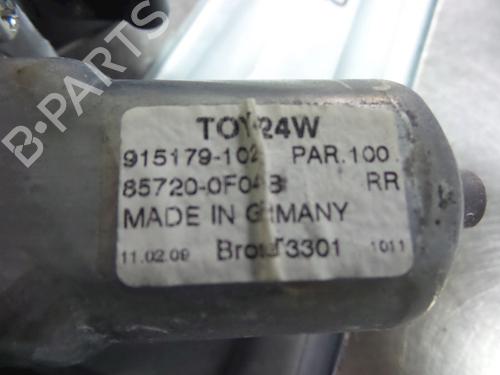 B-PARTS
TOY24W
915179-102 PAR.100
85720-0F04B RR
MADE IN GERMANY
11.02.09 3301 1011